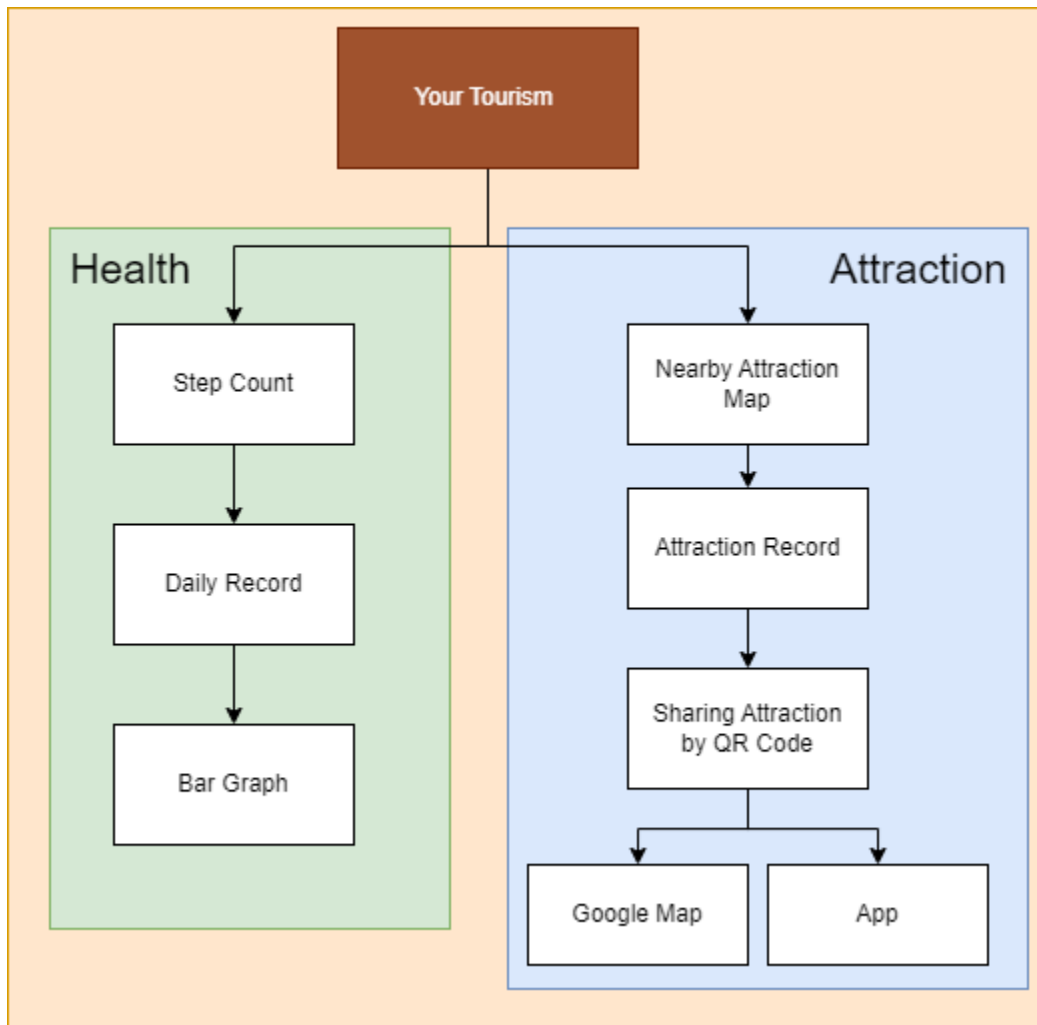 Your Tourism
Health
Attraction
Step Count
Nearby Attraction
Map
Daily Record
Attraction Record
Bar Graph
Sharing Attraction
by QR Code
Google Map
App